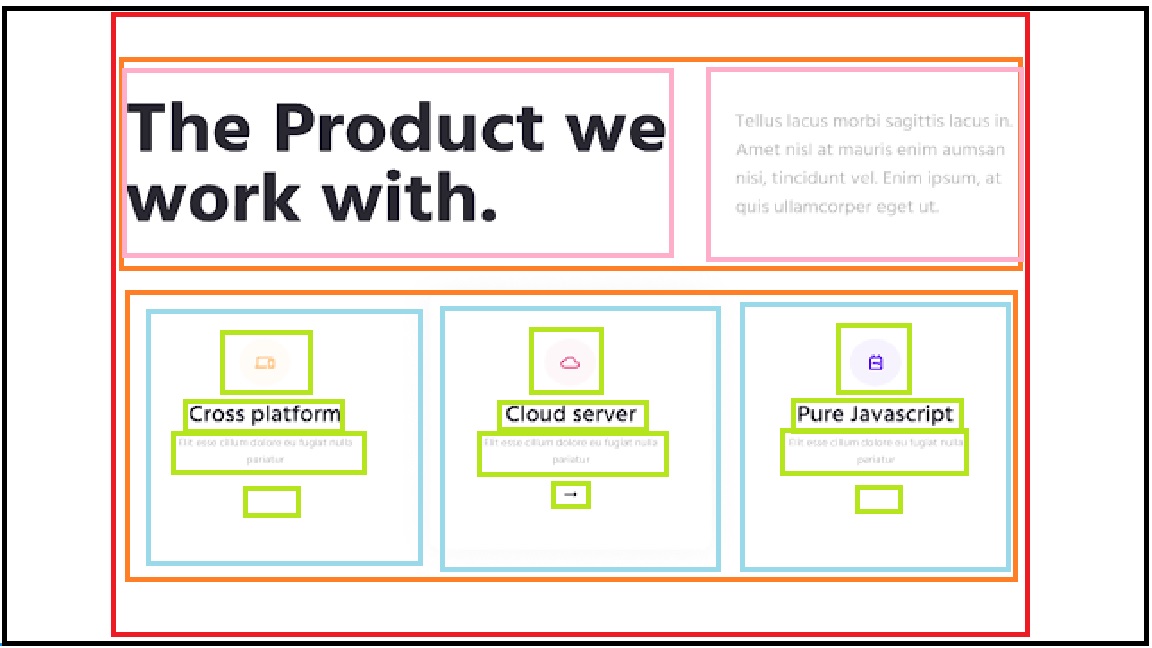 The Product we
work with.
Tellus lacus morbi sagittis lacus in.
Amet nisl at mauris enim aumsan
nisi, tincidunt vel. Enim ipsum, at
quis ullamcorper eget ut.
Cross platform
Elit esse cillum dolore eu fugiat nulla
pariatur
Cloud server
Elit esse cillum dolore eu fugiat nulla
pariatur
→
Pure Javascript
Elit esse cillum dolore eu fugiat nulla
pariatur